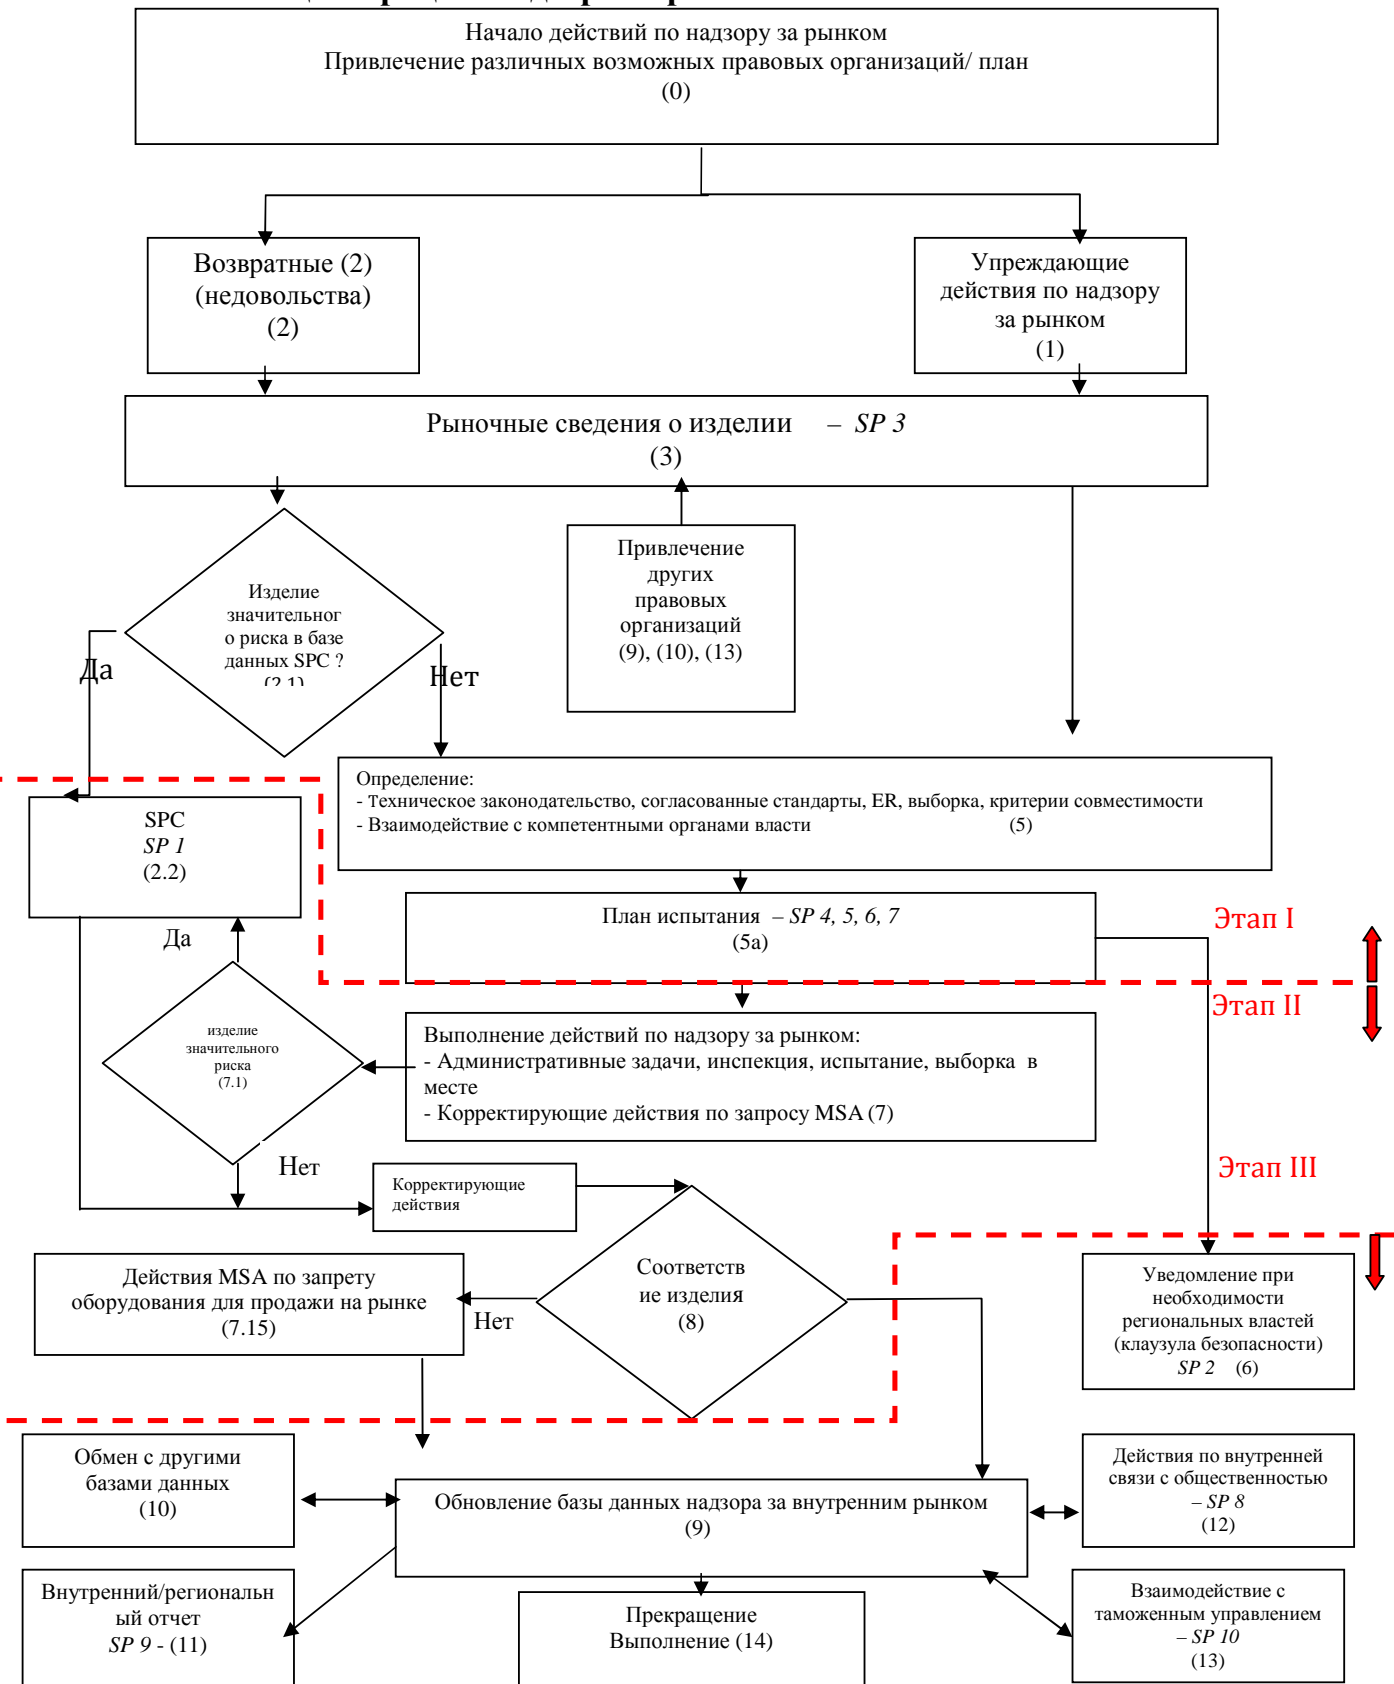 Начало действий по надзору за рынком
Привлечение различных возможных правовых организаций/ план
(0)
Возвратные (2)
(недовольства)
(2)
Упреждающие
действия по надзору
за рынком
(1)
Рыночные сведения о изделии – SP 3
(3)
Изделие
значительног
о риска в базе
данных SPC ?
(2.1)
Привлечение
других
правовых
организаций
(9), (10), (13)
Да
Нет
Определение:
- Техническое законодательство, согласованные стандарты, ER, выборка, критерии совместимости
- Взаимодействие с компетентными органами власти (5)
SPC
SP 1
(2.2)
План испытания – SP 4, 5, 6, 7
(5a)
Этап I
Да
Этап II
изделие
значительного
риска
(7.1)
Выполнение действий по надзору за рынком:
- Административные задачи, инспекция, испытание, выборка в
месте
- Корректирующие действия по запросу MSA (7)
Нет
Этап III
Корректирующие
действия
Действия MSA по запрету
оборудования для продажи на рынке
(7.15)
Нет
Соответств
ие изделия
(8)
Уведомление при
необходимости
региональных властей
(клаузула безопасности)
SP 2 (6)
Обмен с другими
базами данных
(10)
Обновление базы данных надзора за внутренним рынком
(9)
Действия по внутренней
связи с общественностью
– SP 8
(12)
Внутренний/региональн
ый отчет
SP 9 - (11)
Прекращение
Выполнение (14)
Взаимодействие с
таможенным управлением
– SP 10
(13)